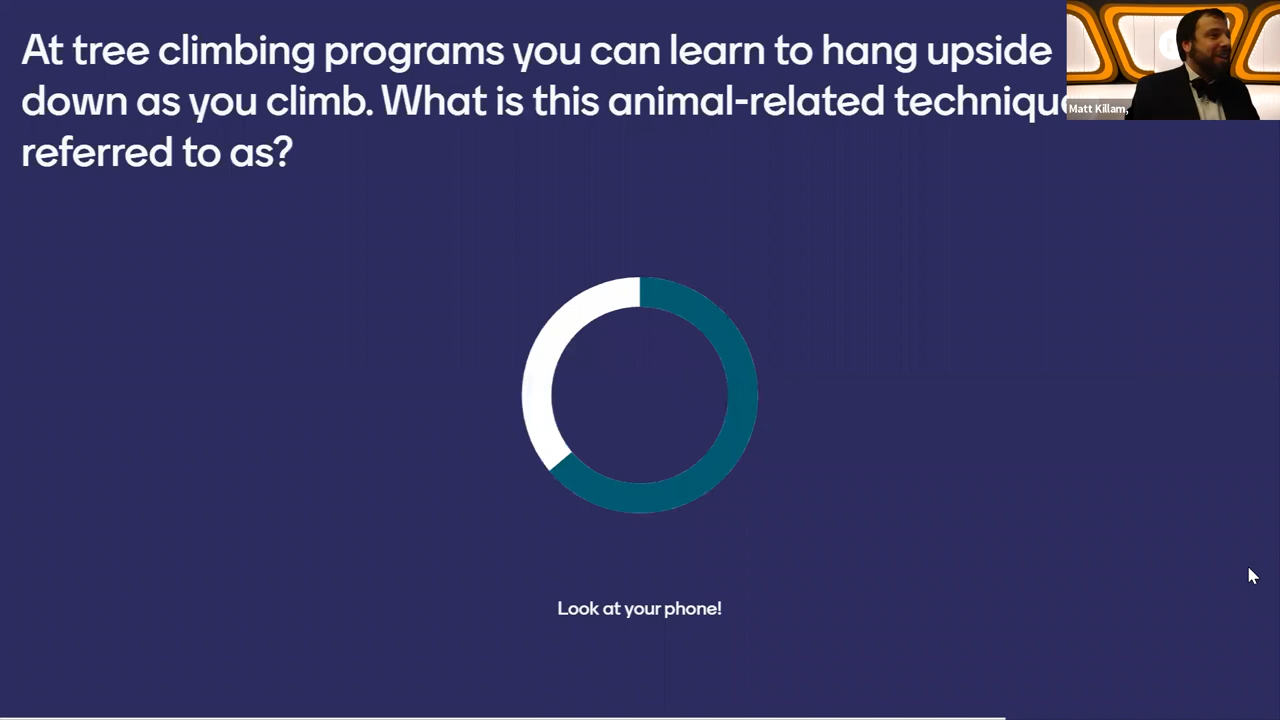 At tree climbing programs you can learn to hang upside
down as you climb. What is this animal-related technique
referred to as?
Matt Killam,
Look at your phone!